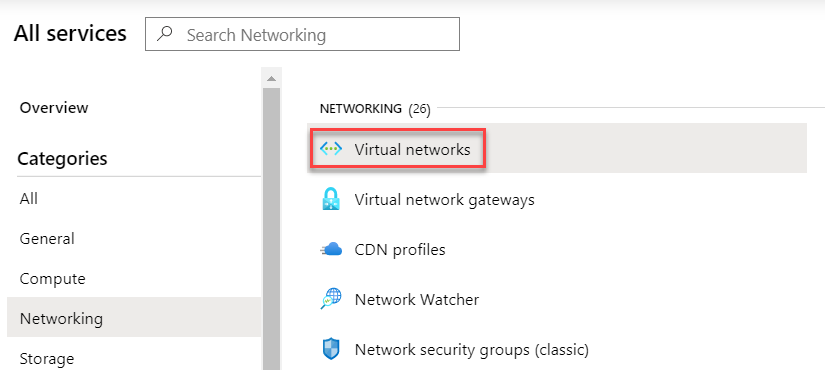 All services
Search Networking
Overview
Categories
All
General
Compute
Networking
Storage
NETWORKING (26)
Virtual networks
Virtual network gateways
CDN profiles
Network Watcher
Network security groups (classic)